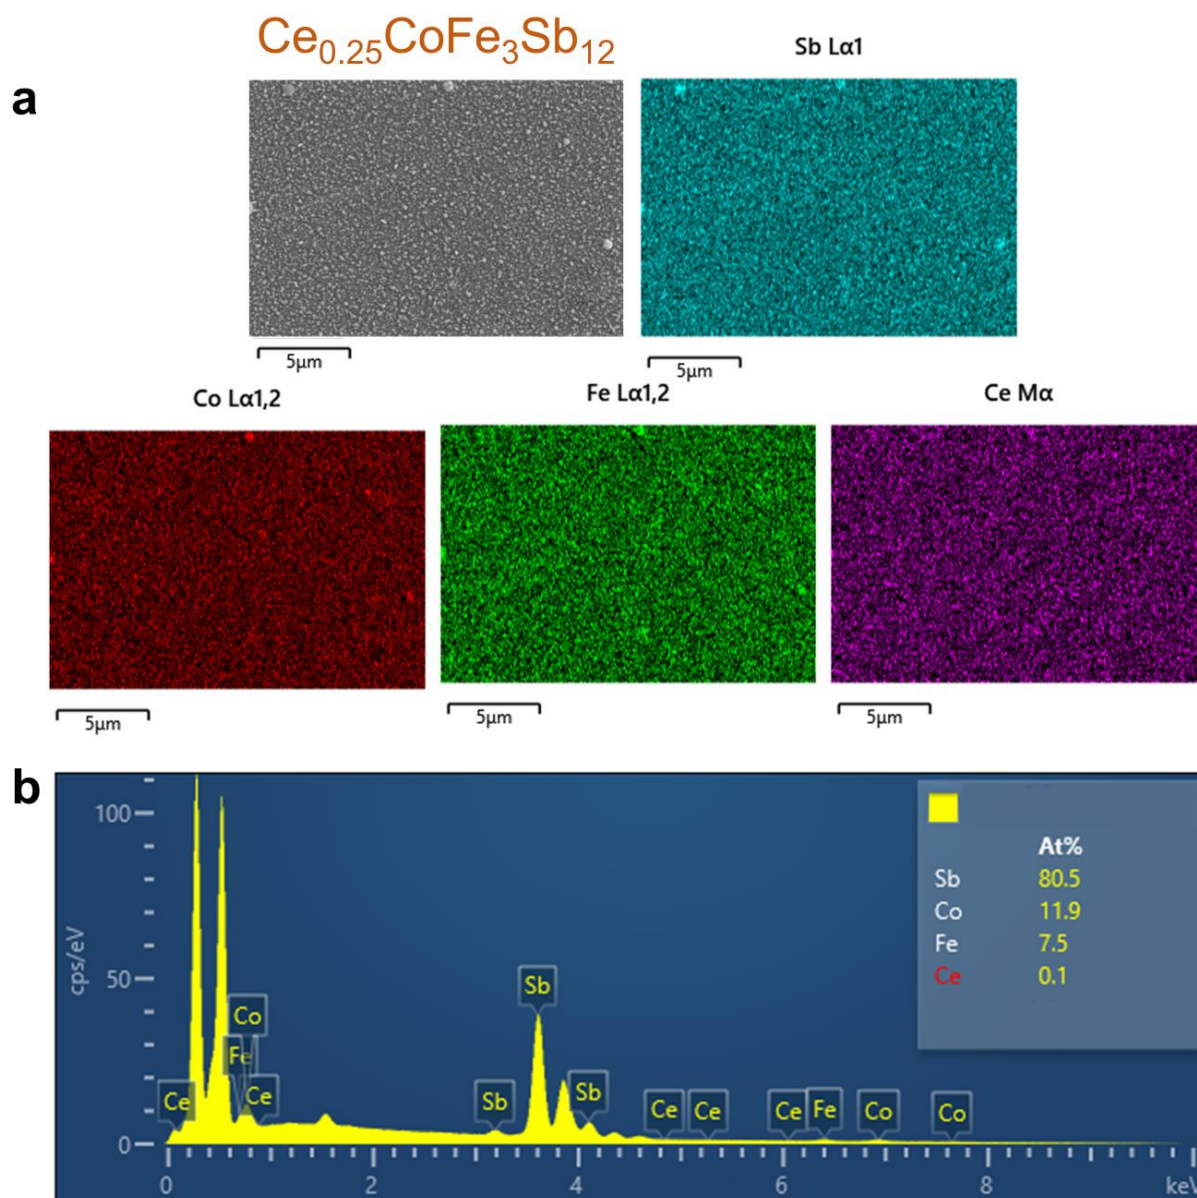 Ce0.25CoFe3Sb12
Sb Lα1
a
5μm
5μm
Co Lα1,2
Fe Lα1,2
Ce Mα
5μm
5μm
5μm
b
100
50
0
cps/eV
Ce
Fe
Co
Ce
Sb
Sb
Sb
Ce
Ce
Ce
Fe
Co
Co
At%
Sb 80.5
Co 11.9
Fe 7.5
Ce 0.1
0 2 4 6 8 keV